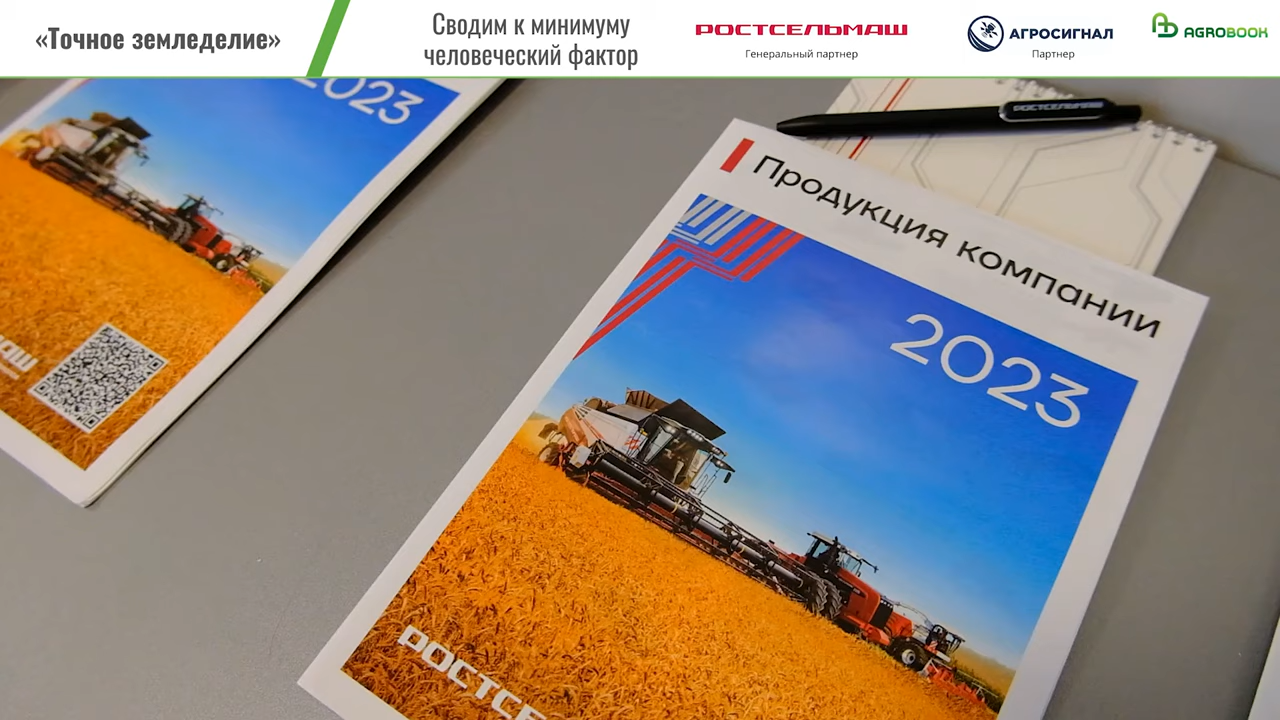 «Точное земледелие»
Сводим к минимуму
человеческий фактор
РОСТСЕЛЬМАШ
Генеральный партнер
АГРОСИГНАЛ
Партнер
AGROBOOK
2023
РОСТСЕЛЬМАШ
Продукция компании
2023